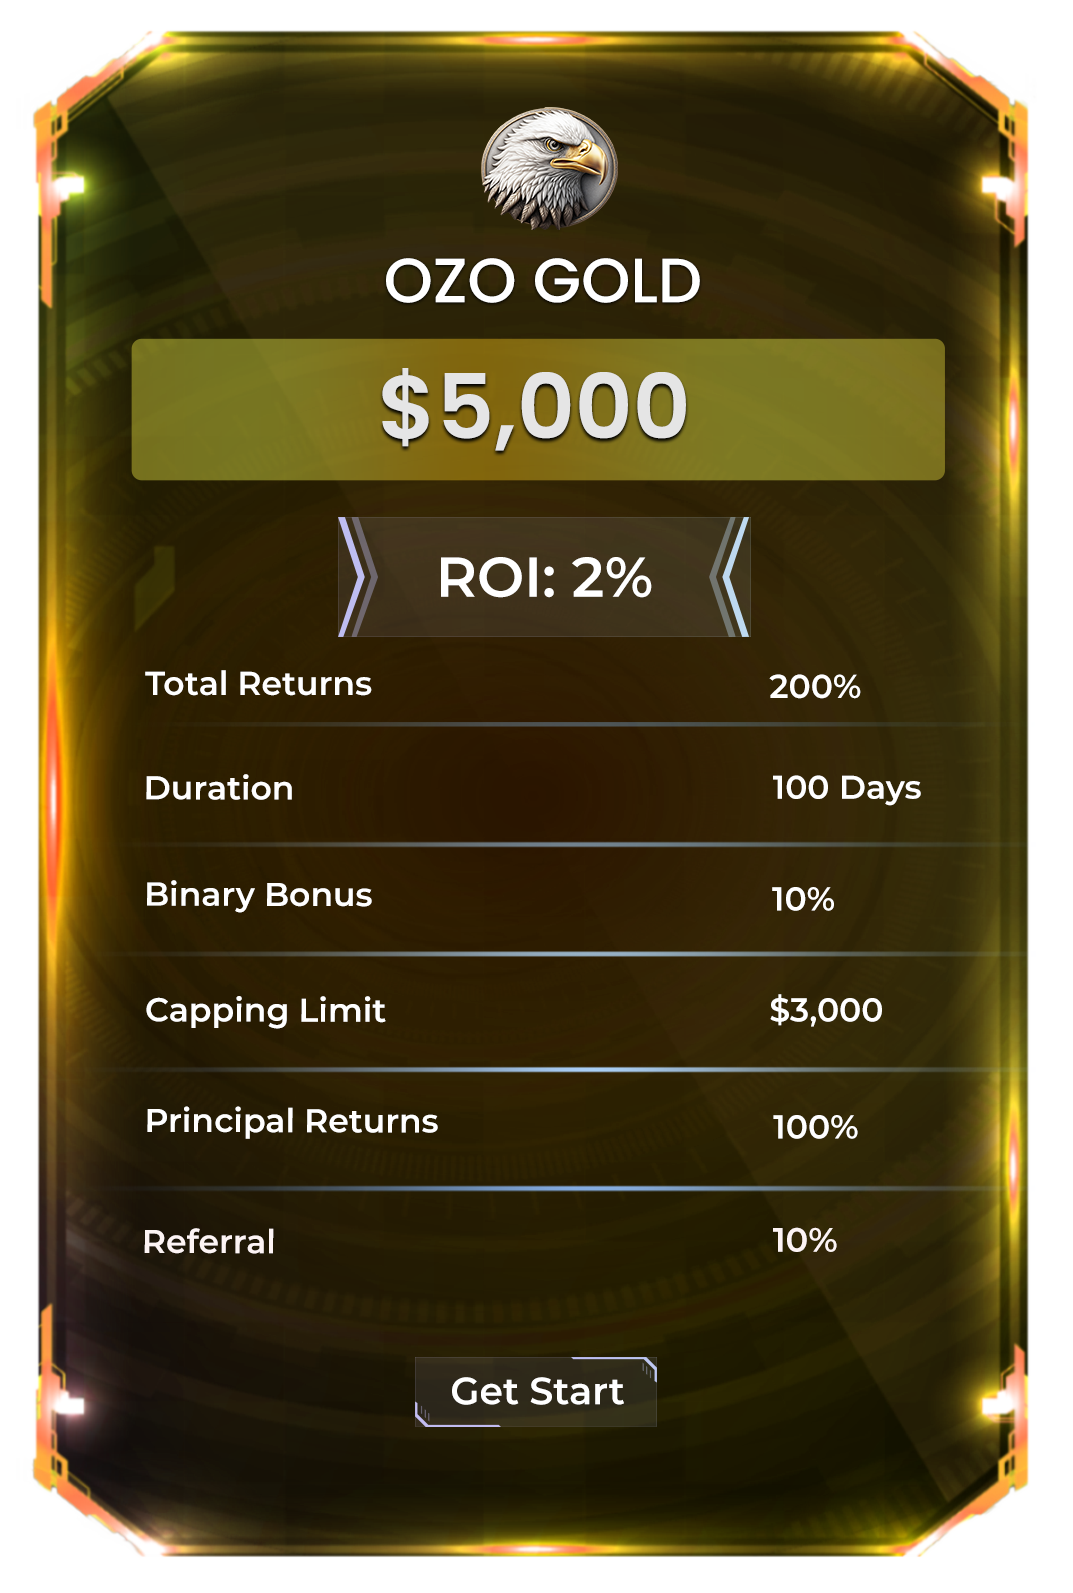 OZO GOLD
$5,000
ROI: 2%
Total Returns 200%
Duration 100 Days
Binary Bonus 10%
Capping Limit $3,000
Principal Returns 100%
Referral 10%
Get Start